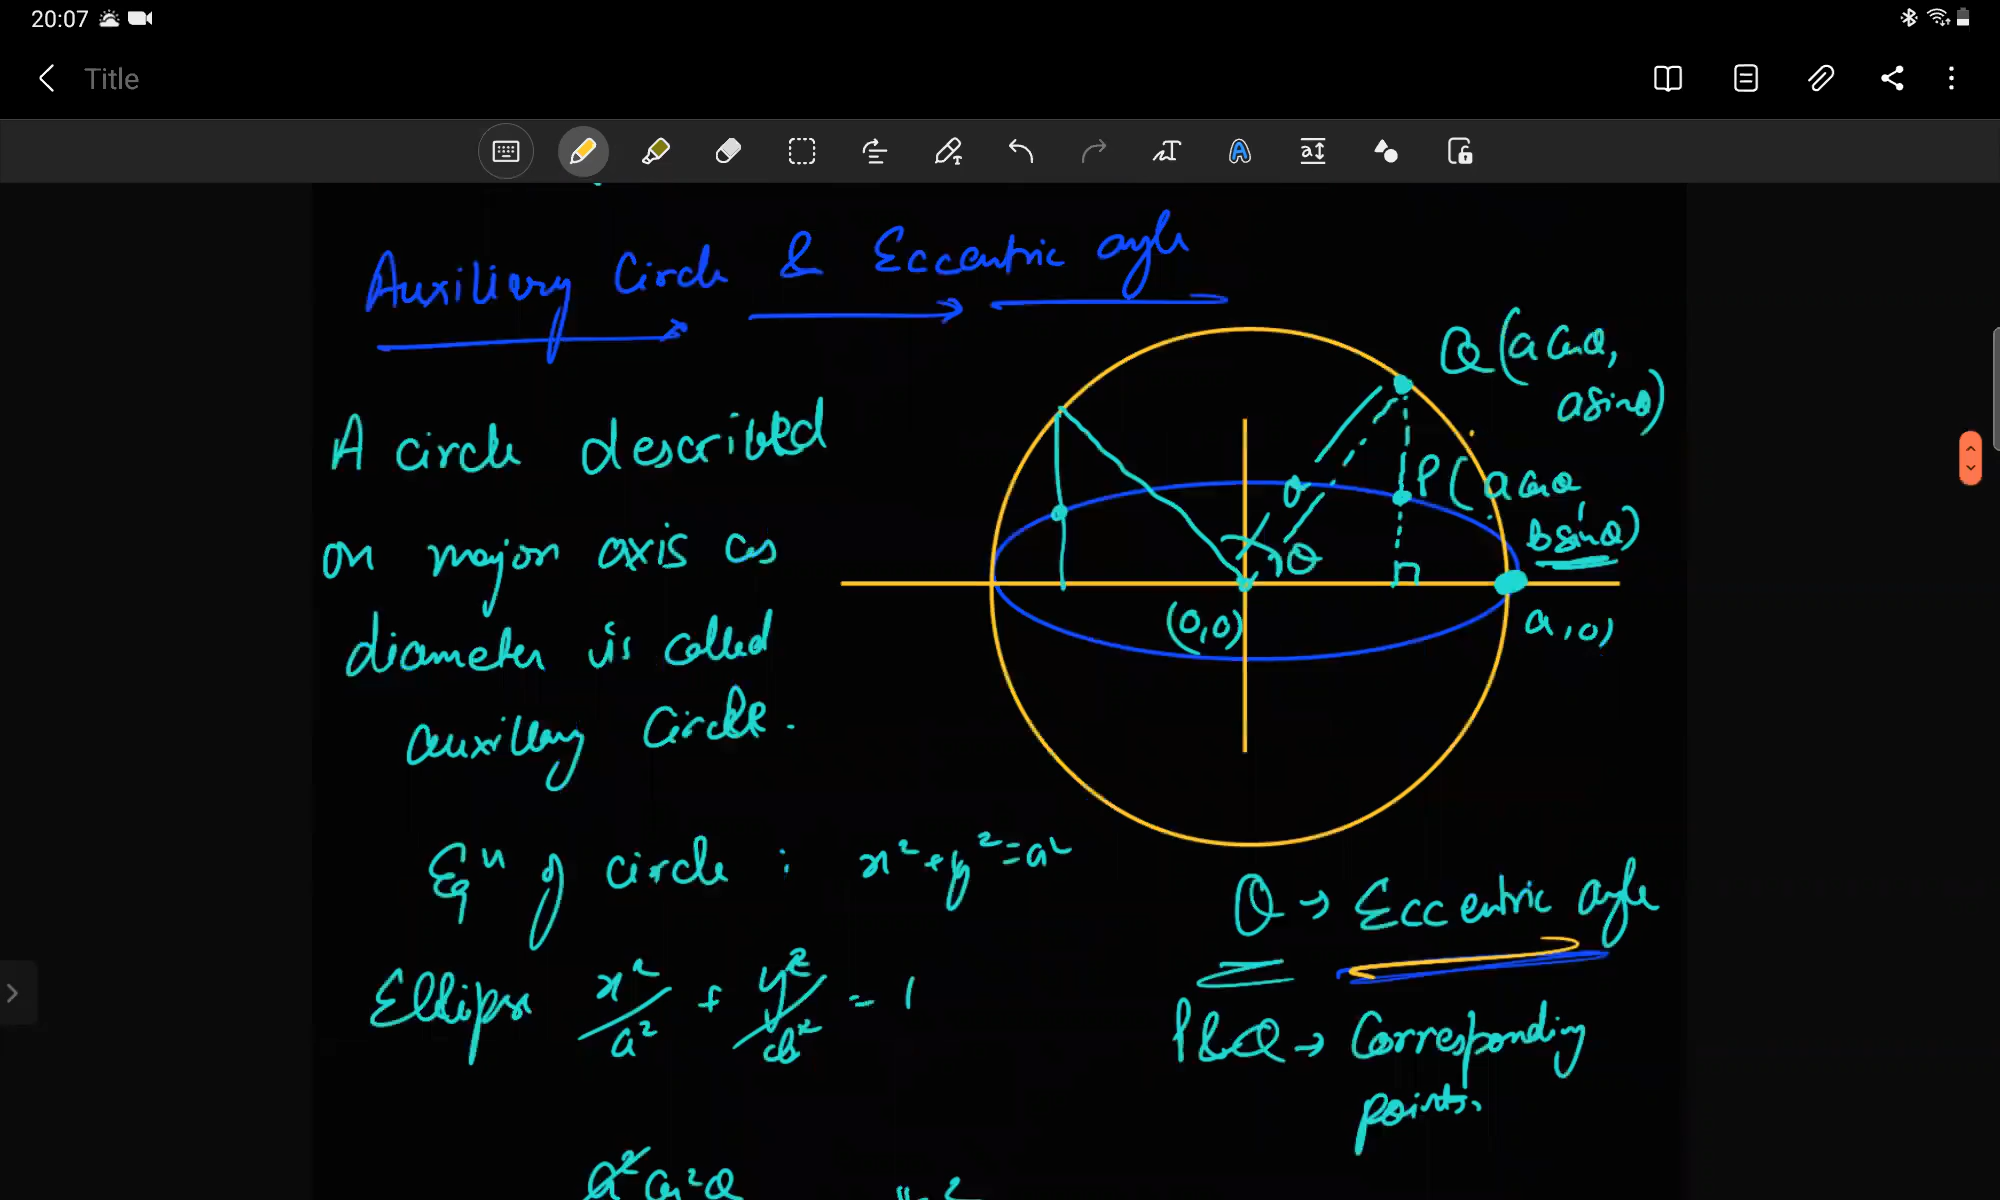 20:07
Title
Auxiliary Circle & Eccentric angle
A circle described
on major axis as
diameter is called
auxillary Circle.
Q(a cosθ,
a sinθ)
P(a cosθ,
b sinθ)
θ
θ
(0,0)
a,0)
Eqⁿ of circle : x²+y²=a²
Ellipse x²/a² + y²/b² = 1
θ → Eccentric angle
P&Q → Corresponding
points.
a²cos²θ